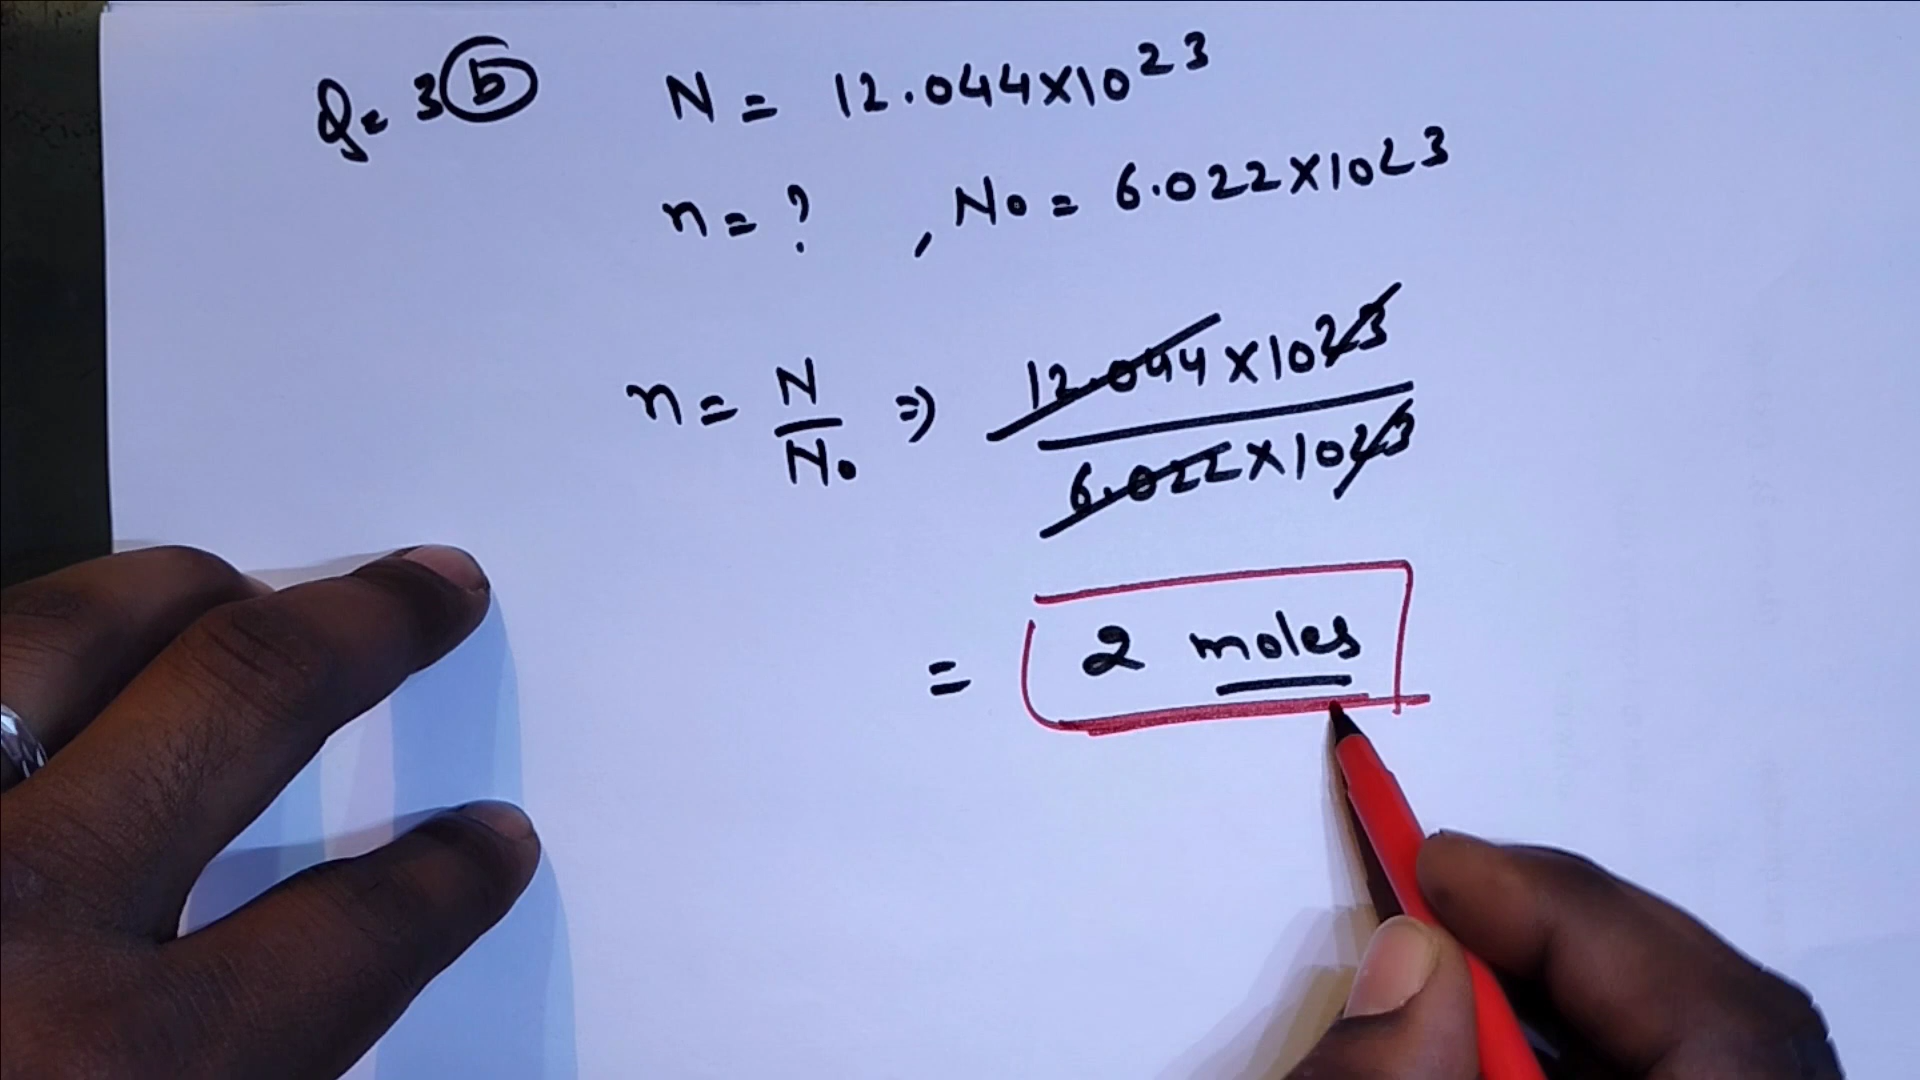 Q= 3 b N = 12.044×10²³
n = ? , N₀ = 6.022×10²³
n = N/N₀ ⇒ 12.044×10²³/6.022×10²³
= 2 moles